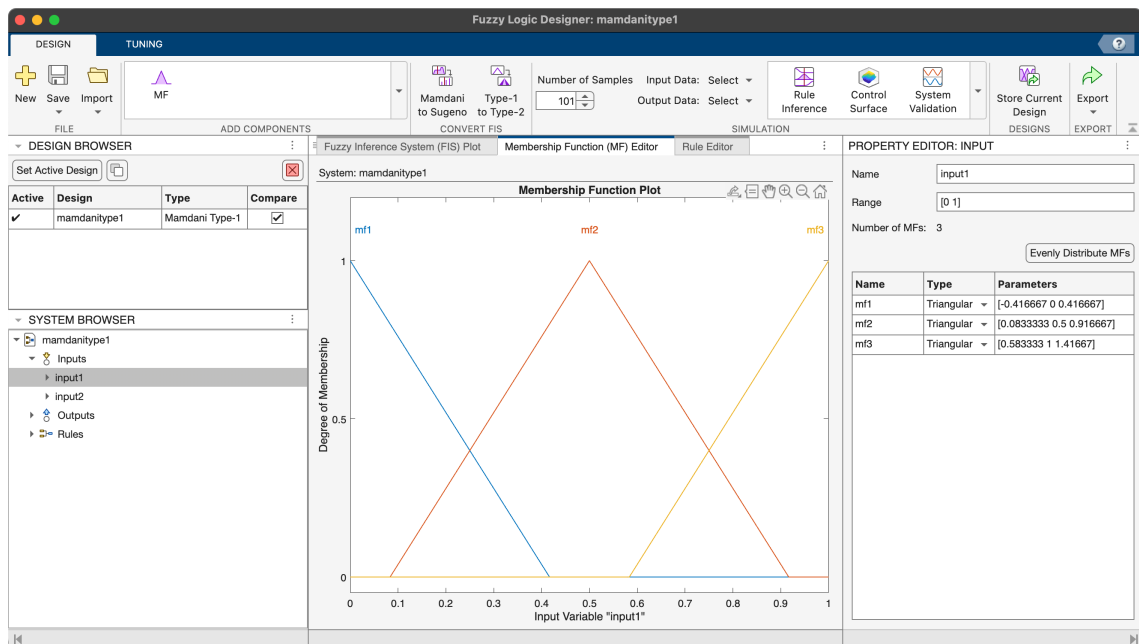 Fuzzy Logic Designer: mamdanitype1
DESIGN TUNING ?
New Save Import
FILE
MF
ADD COMPONENTS
Mamdani to Sugeno
Type-1 to Type-2
CONVERT FIS
Number of Samples Input Data: Select
101 Output Data: Select
Rule Inference
Control Surface
System Validation
SIMULATION
Store Current Design
DESIGNS
Export
EXPORT
DESIGN BROWSER
Set Active Design
Active Design Type Compare
mamdanitype1 Mamdani Type-1
SYSTEM BROWSER
mamdanitype1
Inputs
input1
input2
Outputs
Rules
Fuzzy Inference System (FIS) Plot Membership Function (MF) Editor Rule Editor
System: mamdanitype1
Membership Function Plot
mf1 mf2 mf3
1
0.5
0
Degree of Membership
0 0.1 0.2 0.3 0.4 0.5 0.6 0.7 0.8 0.9 1
Input Variable "input1"
PROPERTY EDITOR: INPUT
Name input1
Range [0 1]
Number of MFs: 3
Evenly Distribute MFs
Name Type Parameters
mf1 Triangular [-0.416667 0 0.416667]
mf2 Triangular [0.0833333 0.5 0.916667]
mf3 Triangular [0.583333 1 1.41667]